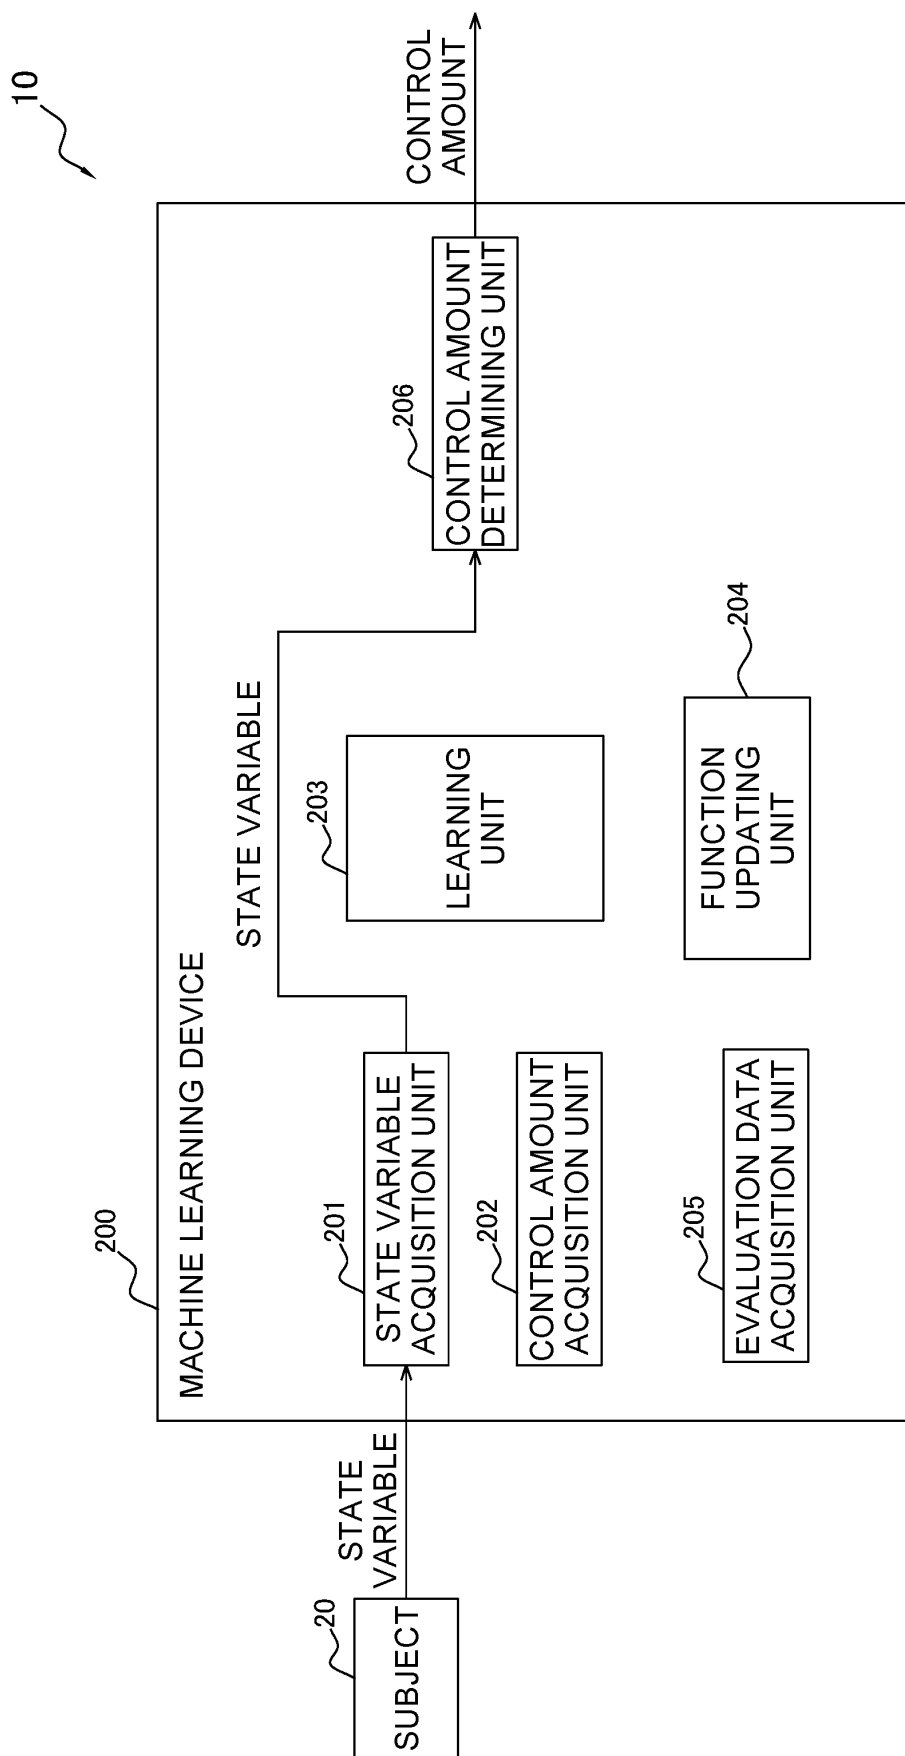 10
200
MACHINE LEARNING DEVICE
20
SUBJECT
STATE
VARIABLE
201
STATE VARIABLE
ACQUISITION UNIT
202
CONTROL AMOUNT
ACQUISITION UNIT
205
EVALUATION DATA
ACQUISITION UNIT
STATE VARIABLE
203
LEARNING
UNIT
204
FUNCTION
UPDATING
UNIT
206
CONTROL AMOUNT
DETERMINING UNIT
CONTROL
AMOUNT